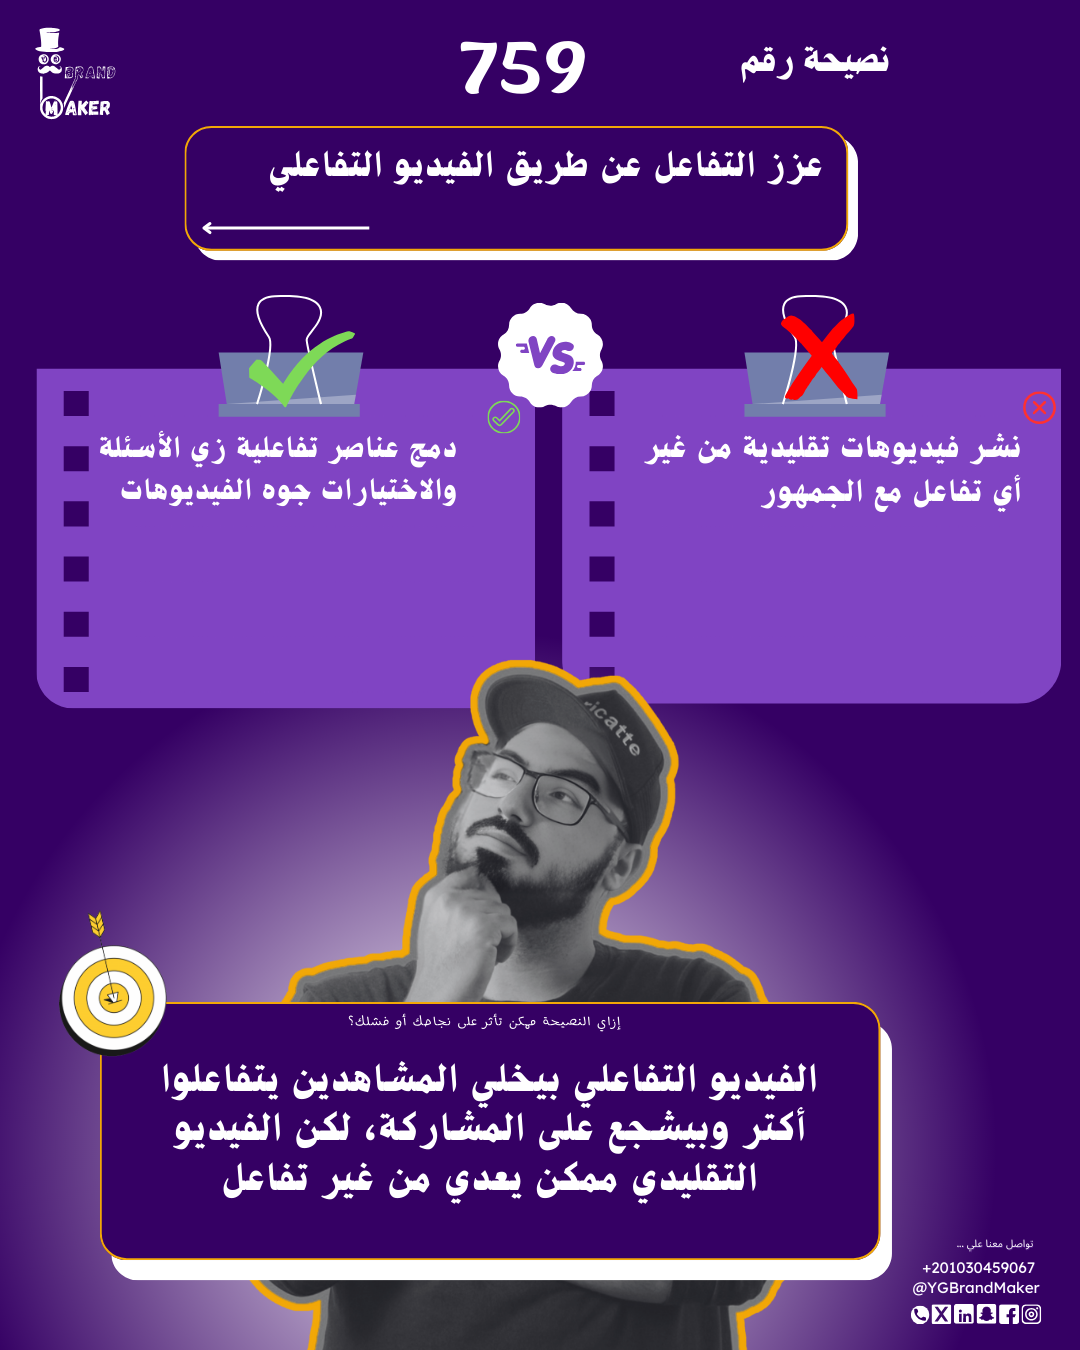 BRAND
MAKER
نصيحة رقم
759
عزز التفاعل عن طريق الفيديو التفاعلي
VS
نشر فيديوهات تقليدية من غير
أي تفاعل مع الجمهور
دمج عناصر تفاعلية زي الأسئلة
والاختيارات جوه الفيديوهات
icatte
إزاي النصيحة ممكن تأثر على نجاحك أو فشلك؟
الفيديو التفاعلي بيخلي المشاهدين يتفاعلوا
أكتر وبيشجع على المشاركة، لكن الفيديو
التقليدي ممكن يعدي من غير تفاعل
تواصل معنا علي ...
+201030459067
@YGBrandMaker